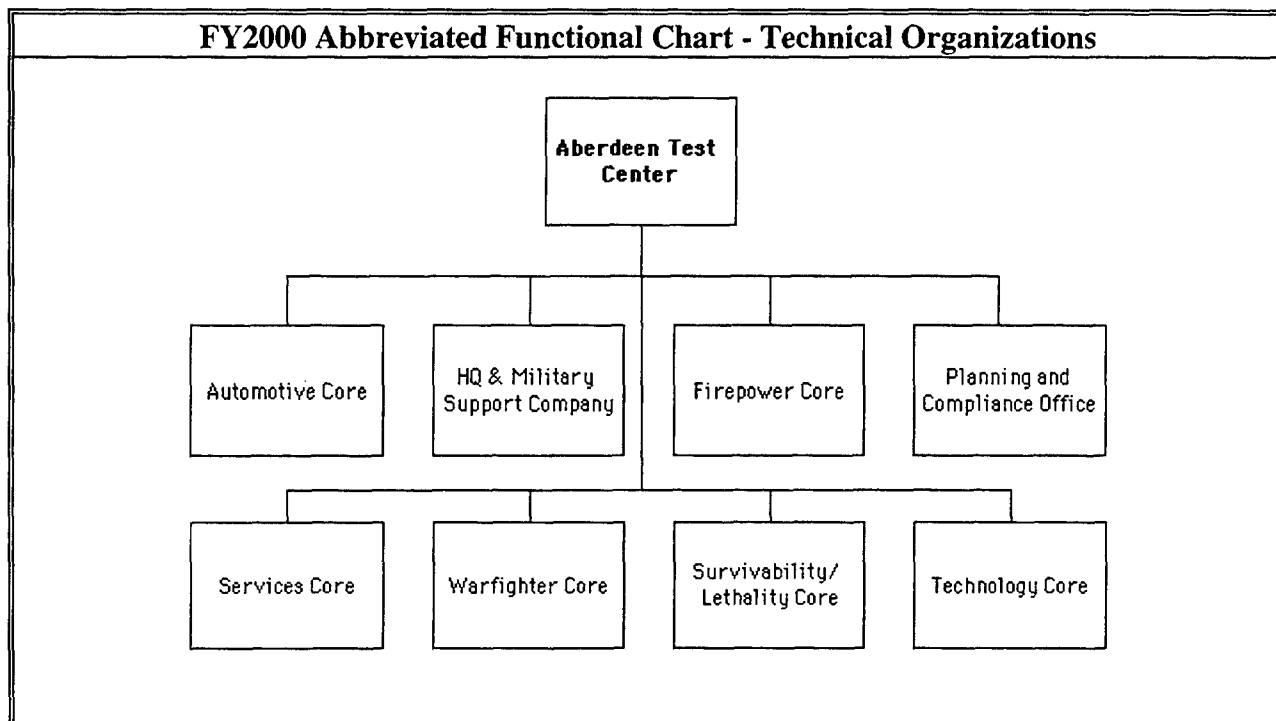 FY2000 Abbreviated Functional Chart - Technical Organizations
Aberdeen Test
Center
Automotive Core
HQ & Military
Support Company
Firepower Core
Planning and
Compliance Office
Services Core
Warfighter Core
Survivability/
Lethality Core
Technology Core